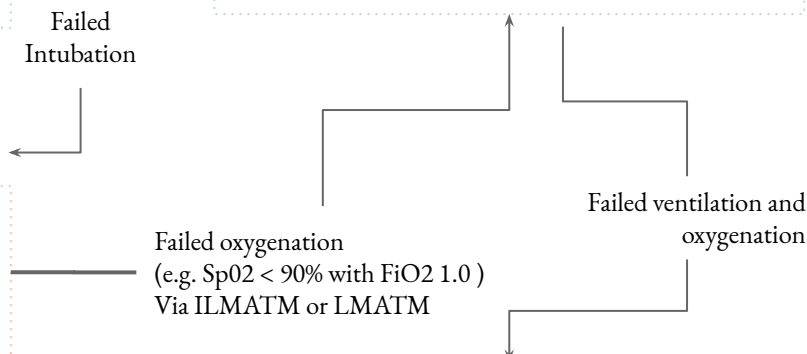 Failed
Intubation
Failed ventilation and
oxygenation
Failed oxygenation
(e.g. Sp02 < 90% with FiO2 1.0 )
Via ILMATM or LMATM